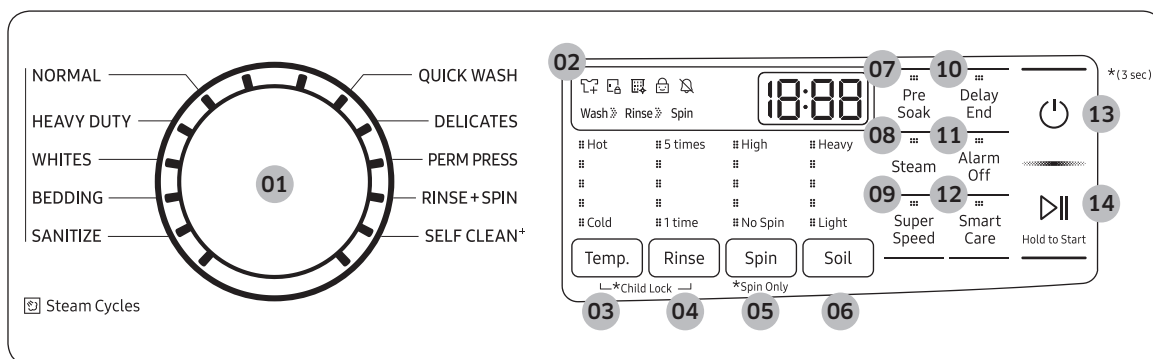 NORMAL
HEAVY DUTY
WHITES
BEDDING
SANITIZE
Steam Cycles
01
QUICK WASH
DELICATES
PERM PRESS
RINSE+SPIN
SELF CLEAN+
02
Wash Rinse Spin
18:88
Hot 5 times High Heavy
Cold 1 time No Spin Light
Temp. Rinse Spin Soil
*Child Lock *Spin Only
03 04 05 06
07
Pre
Soak
08
Steam
09
Super
Speed
10
Delay
End
11
Alarm
Off
12
Smart
Care
*(3 sec)
13
14
Hold to Start